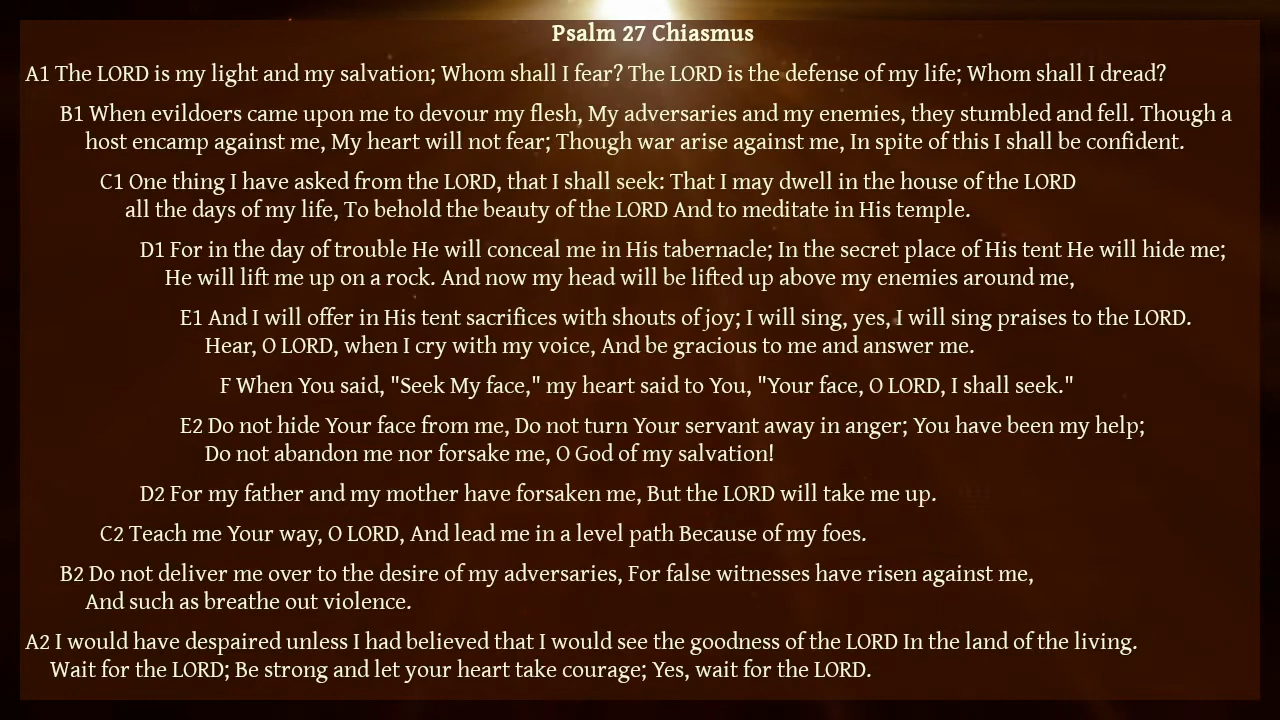 Psalm 27 Chiasmus
A1 The LORD is my light and my salvation; Whom shall I fear? The LORD is the defense of my life; Whom shall I dread?
B1 When evildoers came upon me to devour my flesh, My adversaries and my enemies, they stumbled and fell. Though a
host encamp against me, My heart will not fear; Though war arise against me, In spite of this I shall be confident.
C1 One thing I have asked from the LORD, that I shall seek: That I may dwell in the house of the LORD
all the days of my life, To behold the beauty of the LORD And to meditate in His temple.
D1 For in the day of trouble He will conceal me in His tabernacle; In the secret place of His tent He will hide me;
He will lift me up on a rock. And now my head will be lifted up above my enemies around me,
E1 And I will offer in His tent sacrifices with shouts of joy; I will sing, yes, I will sing praises to the LORD.
Hear, O LORD, when I cry with my voice, And be gracious to me and answer me.
F When You said, "Seek My face," my heart said to You, "Your face, O LORD, I shall seek."
E2 Do not hide Your face from me, Do not turn Your servant away in anger; You have been my help;
Do not abandon me nor forsake me, O God of my salvation!
D2 For my father and my mother have forsaken me, But the LORD will take me up.
C2 Teach me Your way, O LORD, And lead me in a level path Because of my foes.
B2 Do not deliver me over to the desire of my adversaries, For false witnesses have risen against me,
And such as breathe out violence.
A2 I would have despaired unless I had believed that I would see the goodness of the LORD In the land of the living.
Wait for the LORD; Be strong and let your heart take courage; Yes, wait for the LORD.